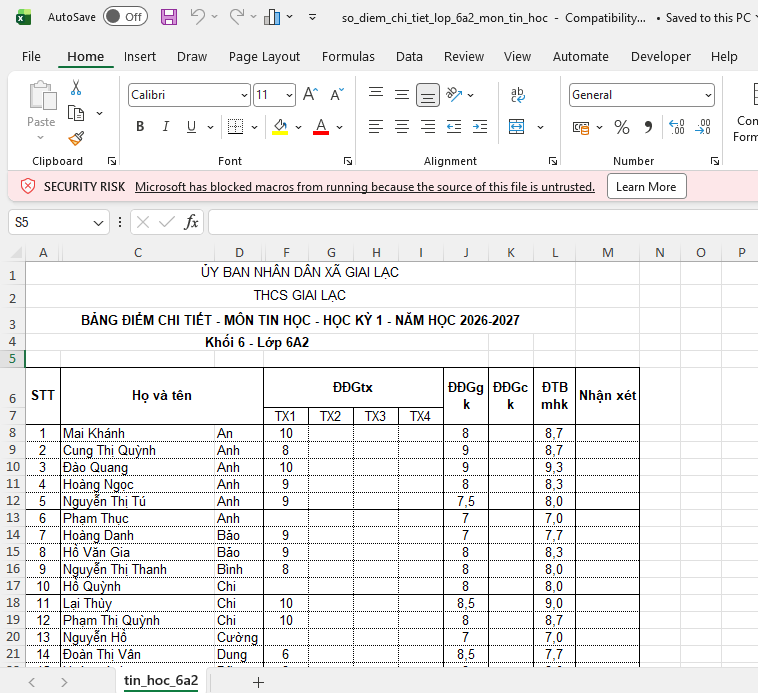 AutoSave Off so_diem_chi_tiet_lop_6a2_mon_tin_hoc - Compatibility... • Saved to this PC
File Home Insert Draw Page Layout Formulas Data Review View Automate Developer Help
Paste Calibri 11 General
B I U
Clipboard Font Alignment Number
SECURITY RISK Microsoft has blocked macros from running because the source of this file is untrusted. Learn More
S5 fx
A C D F G H I J K L M N O P
1 ỦY BAN NHÂN DÂN XÃ GIAI LẠC
2 THCS GIAI LẠC
3 BẢNG ĐIỂM CHI TIẾT - MÔN TIN HỌC - HỌC KỲ 1 - NĂM HỌC 2026-2027
4 Khối 6 - Lớp 6A2
5
6 STT Họ và tên ĐĐGtx ĐĐGgk ĐĐGck ĐTBmhk Nhận xét
7 TX1 TX2 TX3 TX4
8 1 Mai Khánh An 10 8 8,7
9 2 Cung Thị Quỳnh Anh 8 9 8,7
10 3 Đào Quang Anh 10 9 9,3
11 4 Hoàng Ngọc Anh 9 8 8,3
12 5 Nguyễn Thị Tú Anh 9 7,5 8,0
13 6 Phạm Thục Anh 7 7,0
14 7 Hoàng Danh Bảo 9 7 7,7
15 8 Hồ Văn Gia Bảo 9 8 8,3
16 9 Nguyễn Thị Thanh Bình 8 8 8,0
17 10 Hồ Quỳnh Chi 8 8,0
18 11 Lại Thùy Chi 10 8,5 9,0
19 12 Phạm Thị Quỳnh Chi 10 8 8,7
20 13 Nguyễn Hồ Cường 7 7,0
21 14 Đoàn Thị Vân Dung 6 8,5 7,7
tin_hoc_6a2